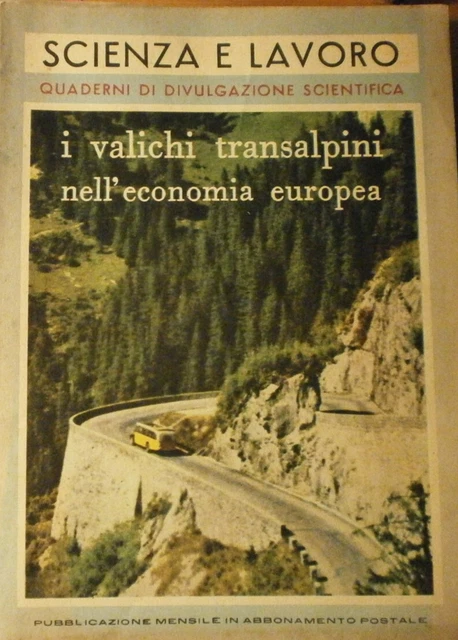 SCIENZA E LAVORO
QUADERNI DI DIVULGAZIONE SCIENTIFICA
i valichi transalpini
nell'economia europea
PUBBLICAZIONE MENSILE IN ABBONAMENTO POSTALE